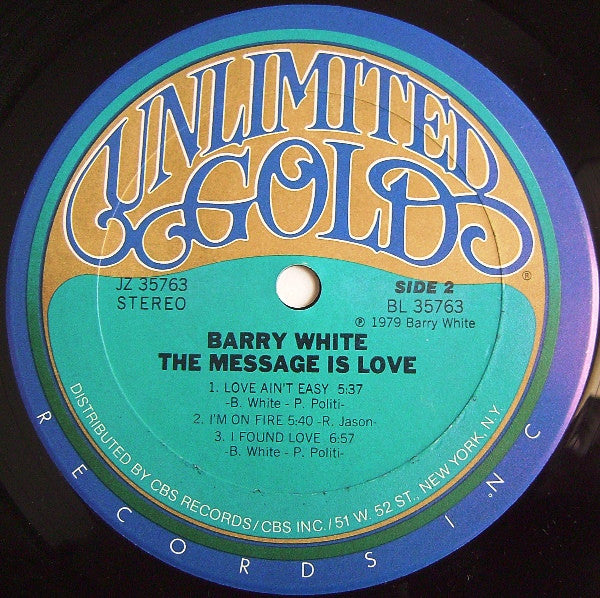 UNLIMITED
GOLD
®
JZ 35763
STEREO
SIDE 2
BL 35763
℗ 1979 Barry White
BARRY WHITE
THE MESSAGE IS LOVE
1. LOVE AIN'T EASY 5:37
-B. White - P. Politi-
2. I'M ON FIRE 5:40 -R. Jason-
3. I FOUND LOVE 6:57
-B. White - P. Politi-
DISTRIBUTED BY CBS RECORDS/CBS INC./51 W. 52 ST., NEW YORK, N.Y.
RECORDS INC.